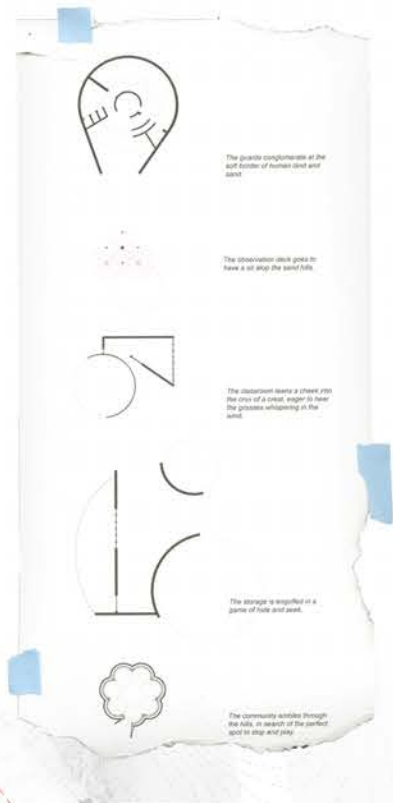 The guards conglomerate at the
soft border of human land and
sand.
The observation deck goes to
have a sit atop the sand hills.
The classroom leans a cheek into
the crux of a crest, eager to hear
the grasses whispering in the
wind.
The storage is engulfed in a
game of hide and seek.
The community ambles through
the hills, in search of the perfect
spot to stop and play.